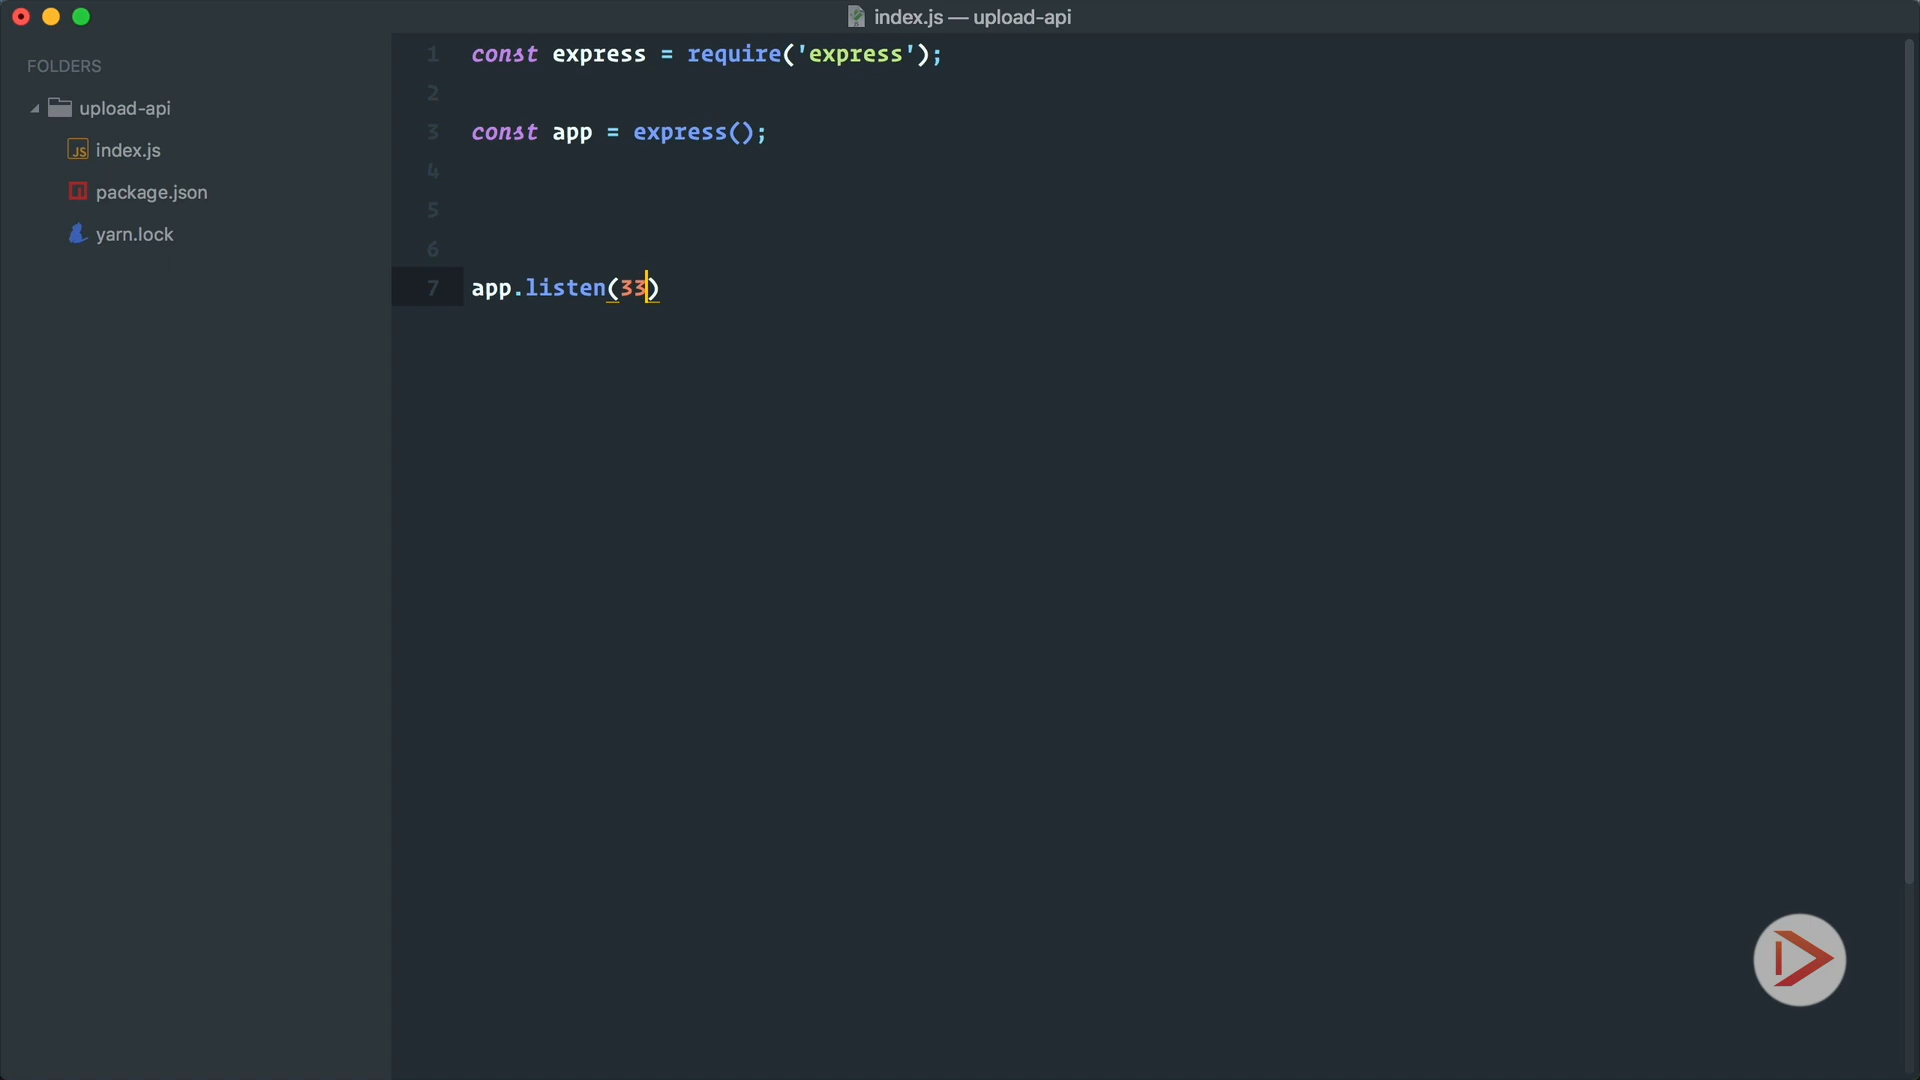 index.js — upload-api
FOLDERS
upload-api
JS index.js
package.json
yarn.lock
1 const express = require('express');
2
3 const app = express();
4
5
6
7 app.listen(33)